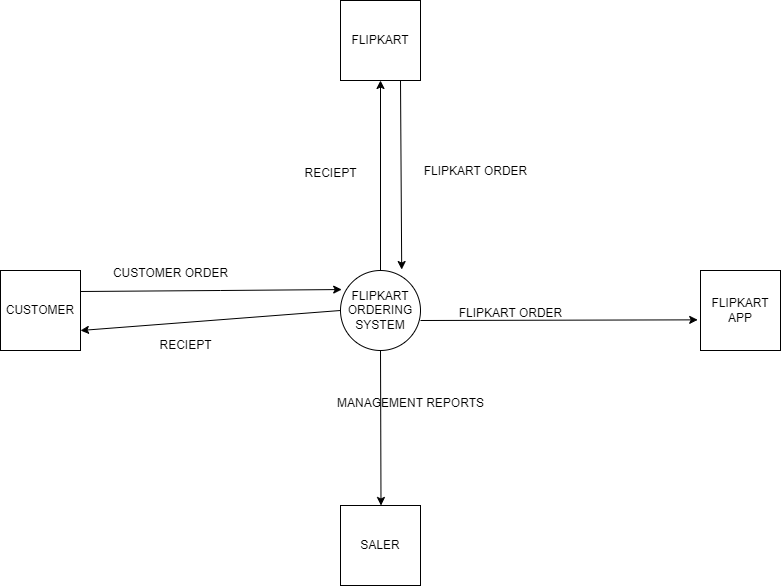 FLIPKART
RECIEPT
FLIPKART ORDER
CUSTOMER ORDER
CUSTOMER
FLIPKART
ORDERING
SYSTEM
FLIPKART ORDER
FLIPKART
APP
RECIEPT
MANAGEMENT REPORTS
SALER